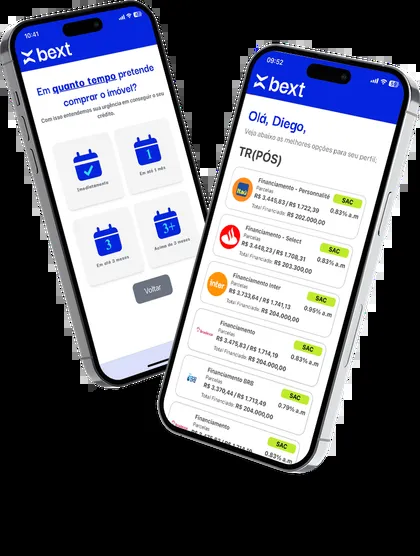 10:41
bext
Em quanto tempo pretende
comprar o imóvel?
Com isso entendemos sua urgência em conseguir o seu
crédito.
Imediatamente
1
Em até 1 mês
3
Em até 3 meses
3+
Acima de 3 meses
Voltar
09:52
bext
Olá, Diego,
Veja abaixo as melhores opções para seu perfil;
TR(PÓS)
Itaú
Financiamento - Personnalité
Parcelas
R$ 3.445,83 / R$ 1.722,39
Total Financiado: R$ 202.000,00
SAC
0.83% a.m
Financiamento - Select
Parcelas
R$ 3.448,23 / R$ 1.708,31
Total Financiado: R$ 203.300,00
SAC
0.83% a.m
inter
Financiamento Inter
Parcelas
R$ 3.733,64 / R$ 1.741,13
Total Financiado: R$ 204.000,00
SAC
0.95% a.m
Financiamento
Parcelas
R$ 3.475,83 / R$ 1.714,19
Total Financiado: R$ 204.000,00
SAC
0.83% a.m
Financiamento BRB
Parcelas
R$ 3.370,44 / R$ 1.713,49
Total Financiado: R$ 204.000,00
SAC
0.79% a.m
Financiamento
Parcelas
SAC
0.83% a.m